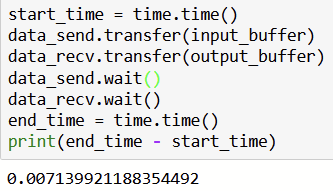 start_time = time.time()
data_send.transfer(input_buffer)
data_recv.transfer(output_buffer)
data_send.wait()
data_recv.wait()
end_time = time.time()
print(end_time - start_time)
0.007139921188354492